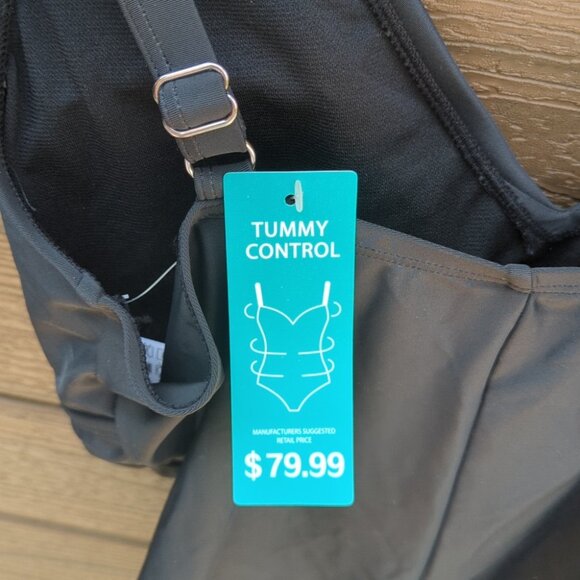 TUMMY
CONTROL
MANUFACTURERS SUGGESTED
RETAIL PRICE
$79.99